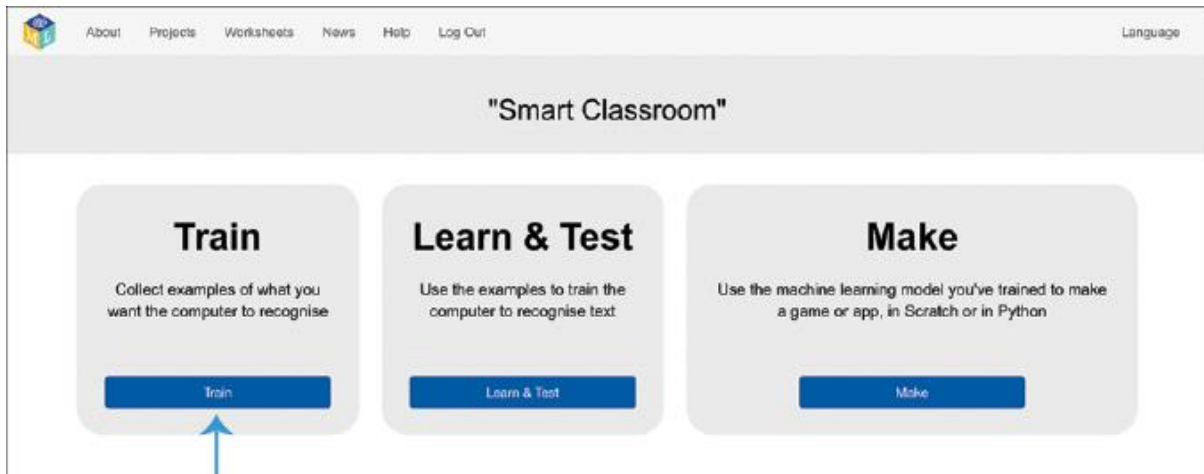 About Projects Worksheets News Help Log Out Language
"Smart Classroom"
Train
Collect examples of what you
want the computer to recognise
Train
Learn & Test
Use the examples to train the
computer to recognise text
Learn & Test
Make
Use the machine learning model you've trained to make
a game or app, in Scratch or in Python
Make